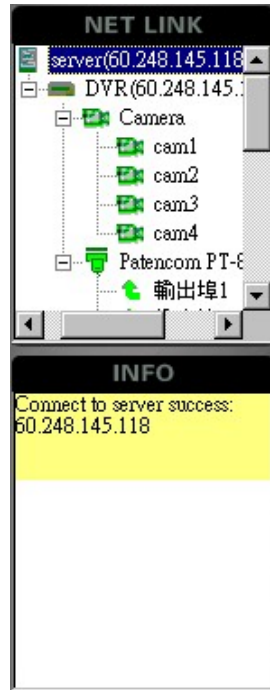 NET LINK
server(60.248.145.118
DVR(60.248.145.
Camera
cam1
cam2
cam3
cam4
Patencom PT-8
輸出埠1
INFO
Connect to server success:
60.248.145.118